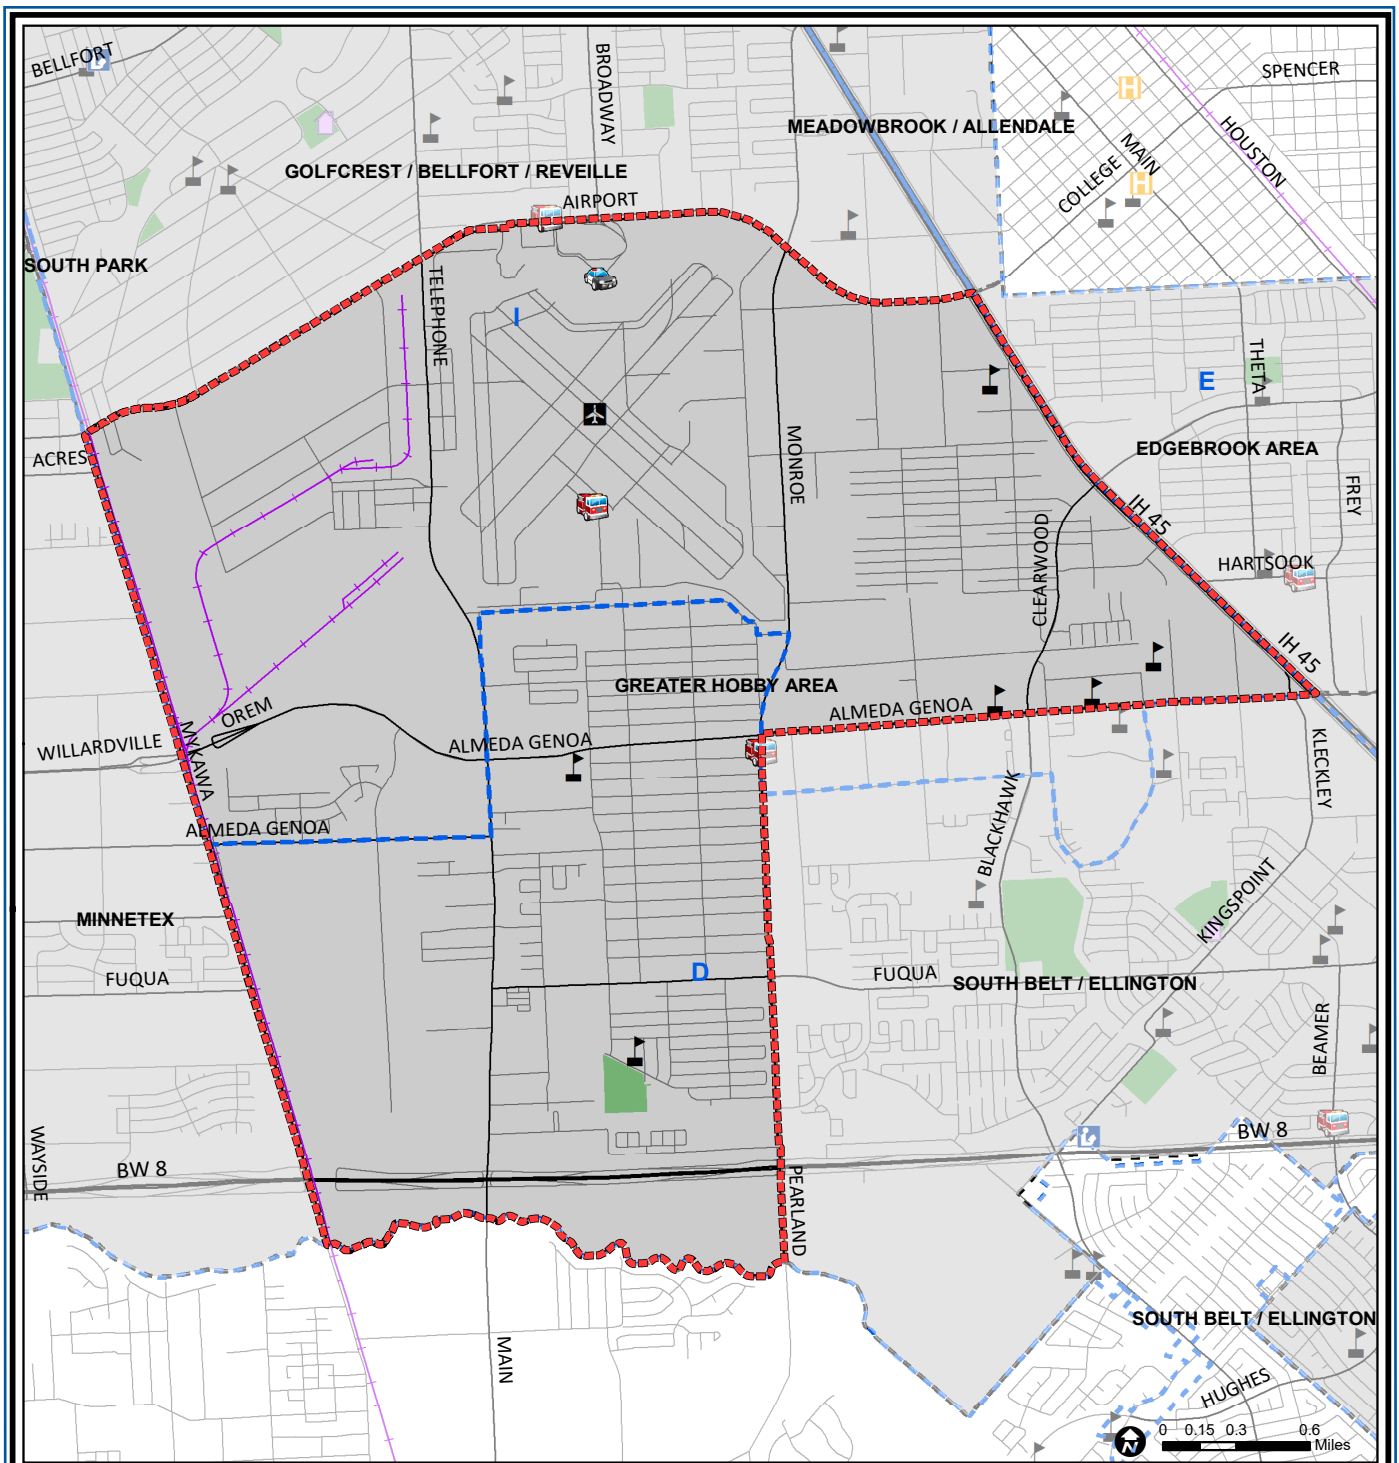 BELLFORT
BROADWAY
SPENCER
H
HOUSTON
MEADOWBROOK / ALLENDALE
MAIN
COLLEGE
H
GOLFCREST / BELLFORT / REVEILLE
AIRPORT
SOUTH PARK
TELEPHONE
I
THETA
E
EDGEBROOK AREA
ACRES
MONROE
FREY
IH 45
CLEARWOOD
HARTSOOK
IH 45
GREATER HOBBY AREA
OREM
ALMEDA GENOA
MYKAWA
WILLARDVILLE
ALMEDA GENOA
KLECKLEY
BLACKHAWK
ALMEDA GENOA
KINGSPOINT
MINNETEX
FUQUA
D
FUQUA
SOUTH BELT / ELLINGTON
BEAMER
WAYSIDE
BW 8
BW 8
PEARLAND
MAIN
SOUTH BELT / ELLINGTON
HUGHES
N
0 0.15 0.3 0.6
Miles